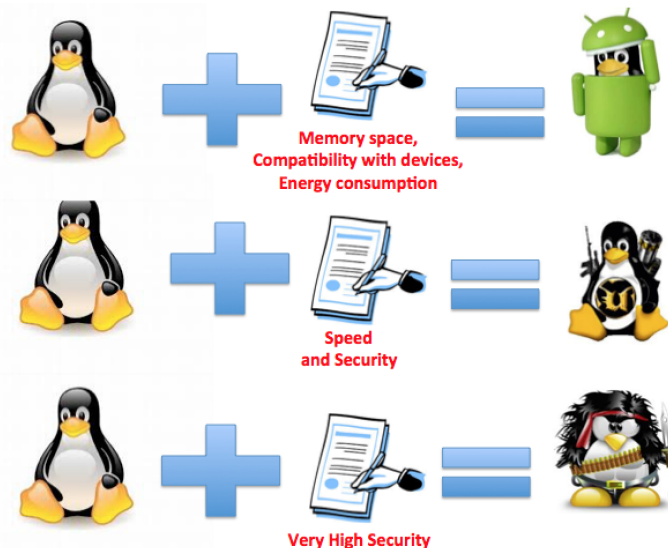 Memory space,
Compatibility with devices,
Energy consumption
Speed
and Security
Very High Security